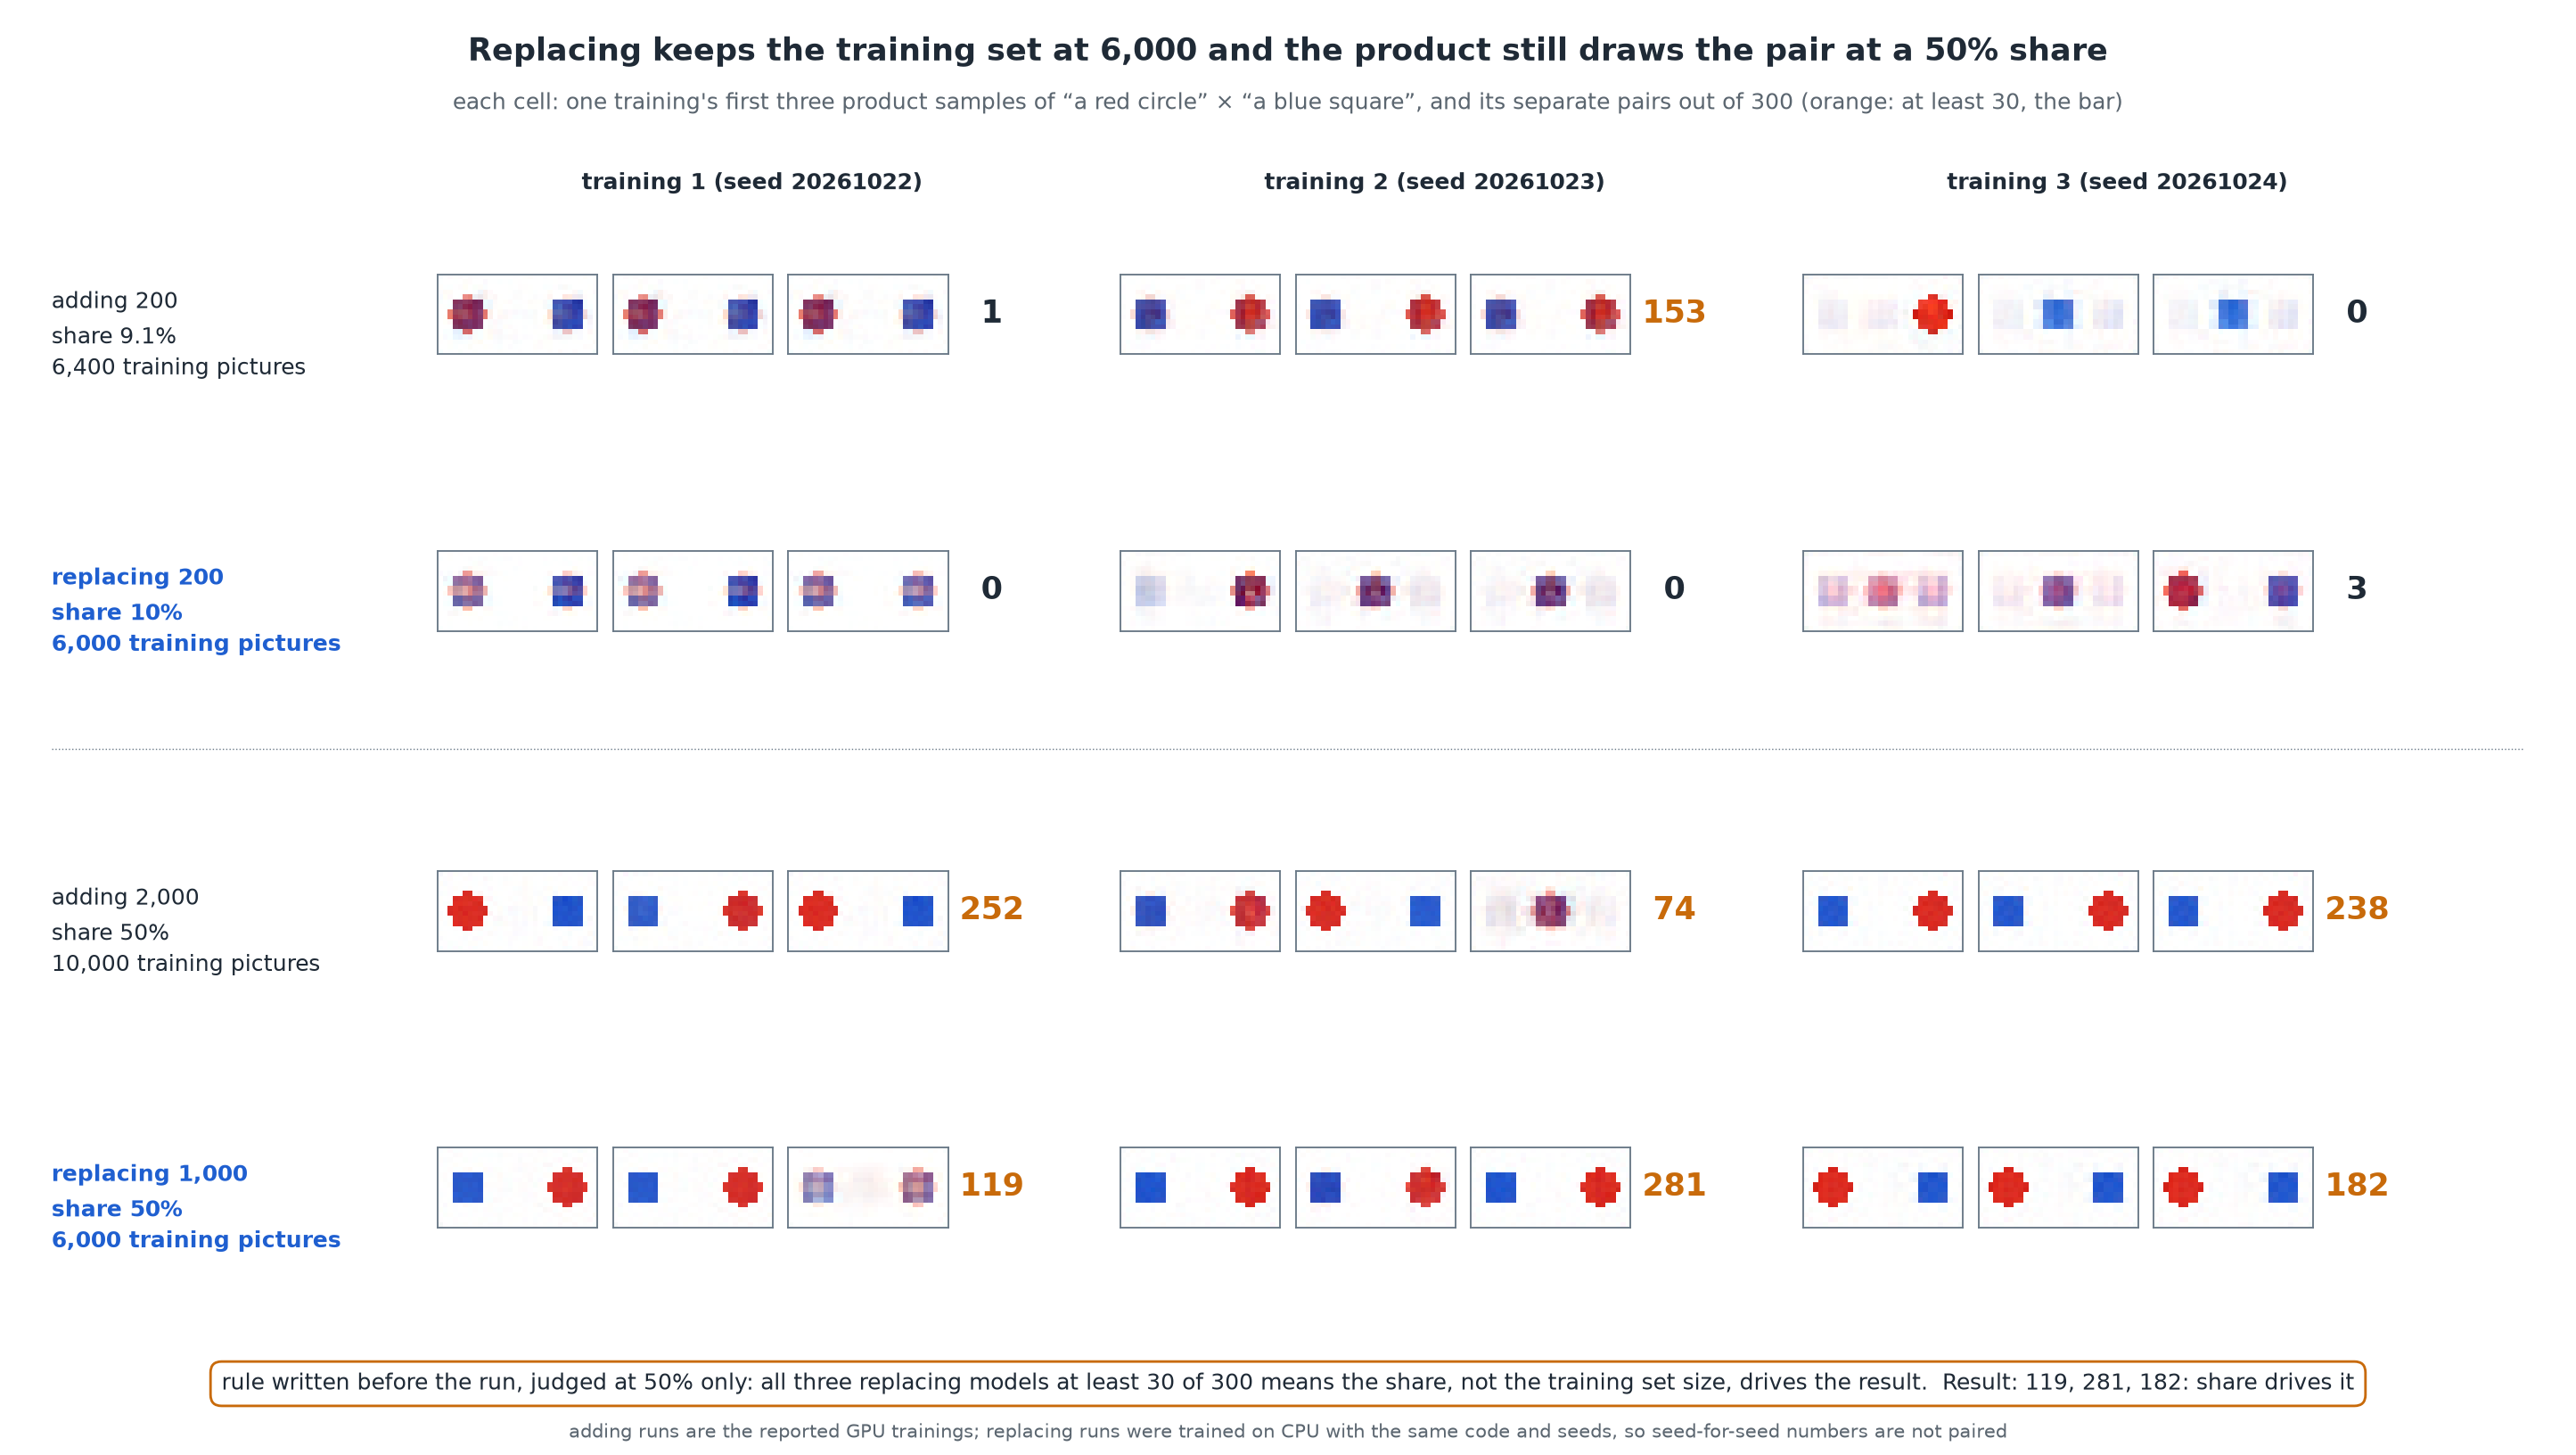 Replacing keeps the training set at 6,000 and the product still draws the pair at a 50% share
each cell: one training's first three product samples of “a red circle” × “a blue square”, and its separate pairs out of 300 (orange: at least 30, the bar)
training 1 (seed 20261022)
training 2 (seed 20261023)
training 3 (seed 20261024)
adding 200
share 9.1%
6,400 training pictures
1
153
0
replacing 200
share 10%
6,000 training pictures
0
0
3
adding 2,000
share 50%
10,000 training pictures
252
74
238
replacing 1,000
share 50%
6,000 training pictures
119
281
182
rule written before the run, judged at 50% only: all three replacing models at least 30 of 300 means the share, not the training set size, drives the result.  Result: 119, 281, 182: share drives it
adding runs are the reported GPU trainings; replacing runs were trained on CPU with the same code and seeds, so seed-for-seed numbers are not paired